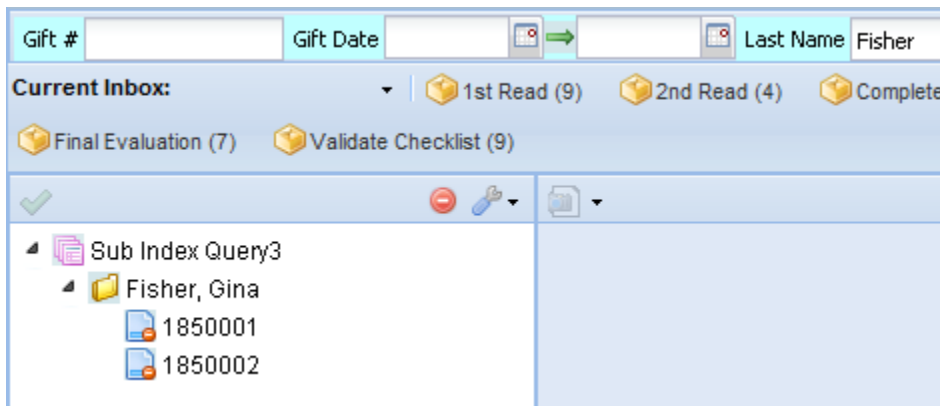 Gift # Gift Date Last Name Fisher
Current Inbox: 1st Read (9) 2nd Read (4) Complete
Final Evaluation (7) Validate Checklist (9)
Sub Index Query3
Fisher, Gina
1850001
1850002